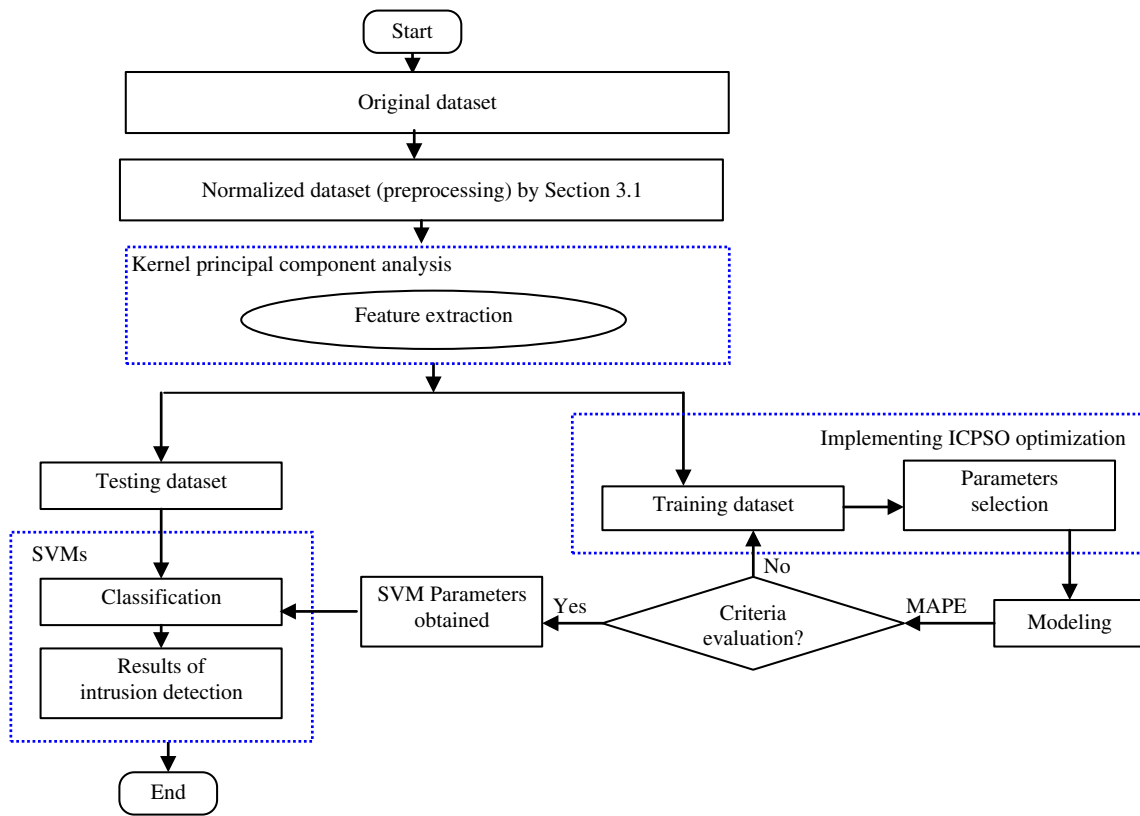 Start
Original dataset
Normalized dataset (preprocessing) by Section 3.1
Kernel principal component analysis
Feature extraction
Implementing ICPSO optimization
Testing dataset
Training dataset
Parameters
selection
SVMs
Classification
SVM Parameters
obtained
Yes
No
Criteria
evaluation?
MAPE
Modeling
Results of
intrusion detection
End